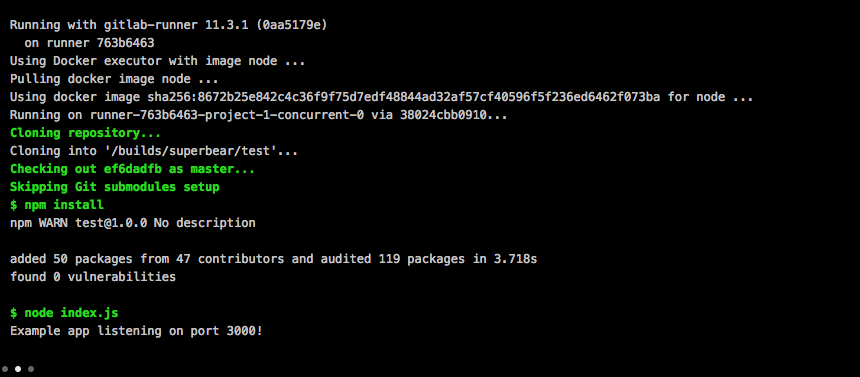 Running with gitlab-runner 11.3.1 (0aa5179e)
on runner 763b6463
Using Docker executor with image node ...
Pulling docker image node ...
Using docker image sha256:8672b25e842c4c36f9f75d7edf48844ad32af57cf40596f5f236ed6462f073ba for node ...
Running on runner-763b6463-project-1-concurrent-0 via 38024cbb0910...
Cloning repository...
Cloning into '/builds/superbear/test'...
Checking out ef6dadfb as master...
Skipping Git submodules setup
$ npm install
npm WARN test@1.0.0 No description
added 50 packages from 47 contributors and audited 119 packages in 3.718s
found 0 vulnerabilities
$ node index.js
Example app listening on port 3000!